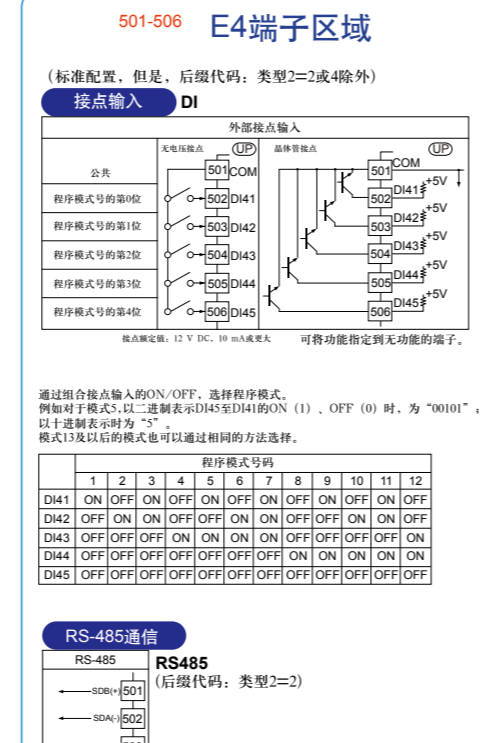 501-506 E4端子区域
（标准配置，但是，后缀代码：类型2=2或4除外）
接点输入 DI
外部接点输入
无电压接点 UP 晶体管接点 UP
公共 501 COM 501 COM
+5V
程序模式号的第0位 502 DI41 502 DI41
+5V
程序模式号的第1位 503 DI42 503 DI42
+5V
程序模式号的第2位 504 DI43 504 DI43
+5V
程序模式号的第3位 505 DI44 505 DI44
+5V
程序模式号的第4位 506 DI45 506 DI45
接点额定值：12 V DC，10 mA或更大 可将功能指定到无功能的端子。
通过组合接点输入的ON/OFF，选择程序模式。
例如对于模式5,以二进制表示DI45至DI41的ON（1）、OFF（0）时，为“00101”；
以十进制表示时为“5”。
模式13及以后的模式也可以通过相同的方法选择。
程序模式号码
1 2 3 4 5 6 7 8 9 10 11 12
DI41 ON OFF ON OFF ON OFF ON OFF ON OFF ON OFF
DI42 OFF ON ON OFF OFF ON ON OFF OFF ON ON OFF
DI43 OFF OFF OFF ON ON ON ON OFF OFF OFF OFF ON
DI44 OFF OFF OFF OFF OFF OFF OFF ON ON ON ON ON
DI45 OFF OFF OFF OFF OFF OFF OFF OFF OFF OFF OFF OFF
RS-485通信
RS-485 RS485
（后缀代码：类型2=2）
SDB(+) 501
SDA(-) 502